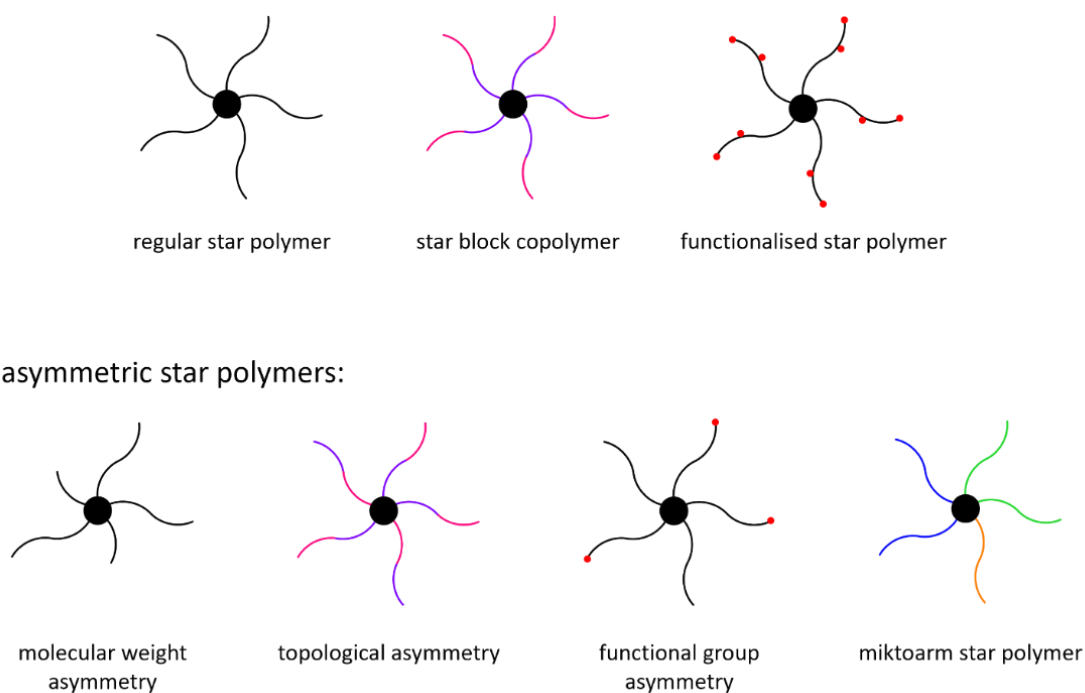 regular star polymer
star block copolymer
functionalised star polymer
asymmetric star polymers:
molecular weight
asymmetry
topological asymmetry
functional group
asymmetry
miktoarm star polymer